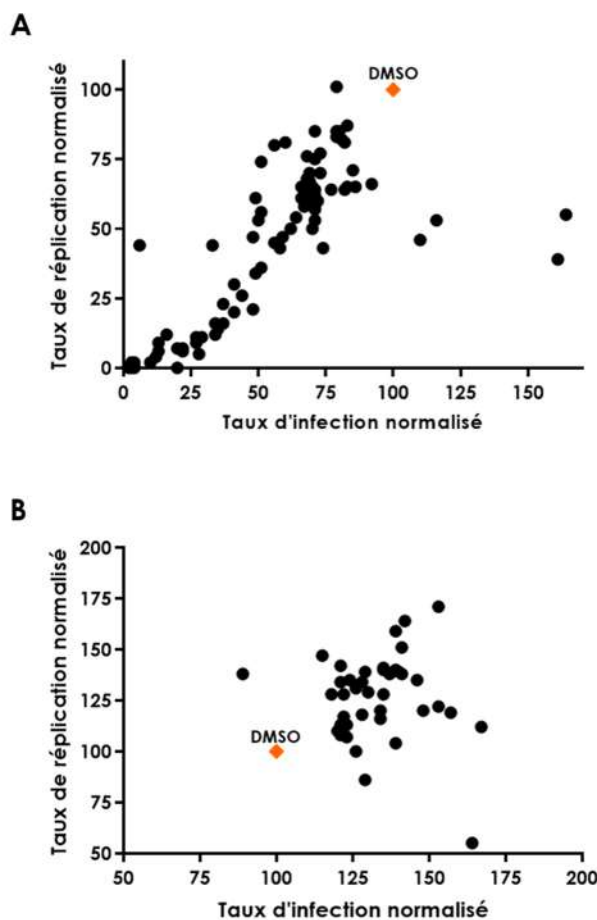 A
Taux de réplication normalisé
100
75
50
25
0
DMSO
0 25 50 75 100 125 150
Taux d'infection normalisé
B
Taux de réplication normalisé
200
175
150
125
100
75
50
DMSO
50 75 100 125 150 175 200
Taux d'infection normalisé